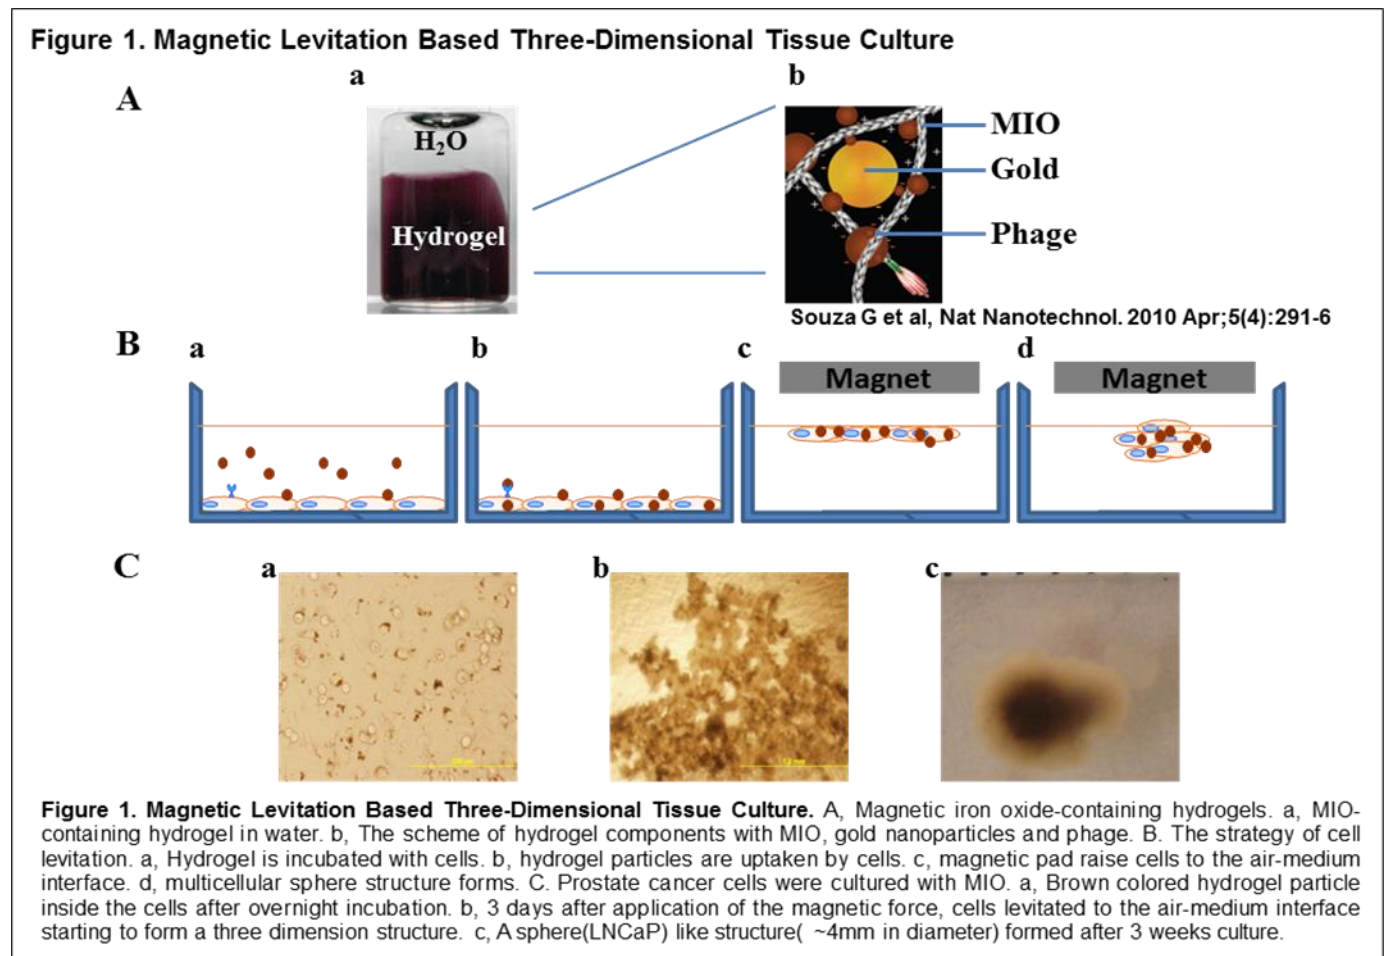 Figure 1. Magnetic Levitation Based Three-Dimensional Tissue Culture
a
b
A
H₂O
Hydrogel
MIO
Gold
Phage
Souza G et al, Nat Nanotechnol. 2010 Apr;5(4):291-6
B
a
b
c
d
Magnet
Magnet
C
a
b
c
Figure 1. Magnetic Levitation Based Three-Dimensional Tissue Culture. A, Magnetic iron oxide-containing hydrogels. a, MIO-
containing hydrogel in water. b, The scheme of hydrogel components with MIO, gold nanoparticles and phage. B. The strategy of cell
levitation. a, Hydrogel is incubated with cells. b, hydrogel particles are uptaken by cells. c, magnetic pad raise cells to the air-medium
interface. d, multicellular sphere structure forms. C. Prostate cancer cells were cultured with MIO. a, Brown colored hydrogel particle
inside the cells after overnight incubation. b, 3 days after application of the magnetic force, cells levitated to the air-medium interface
starting to form a three dimension structure. c, A sphere(LNCaP) like structure( ~4mm in diameter) formed after 3 weeks culture.